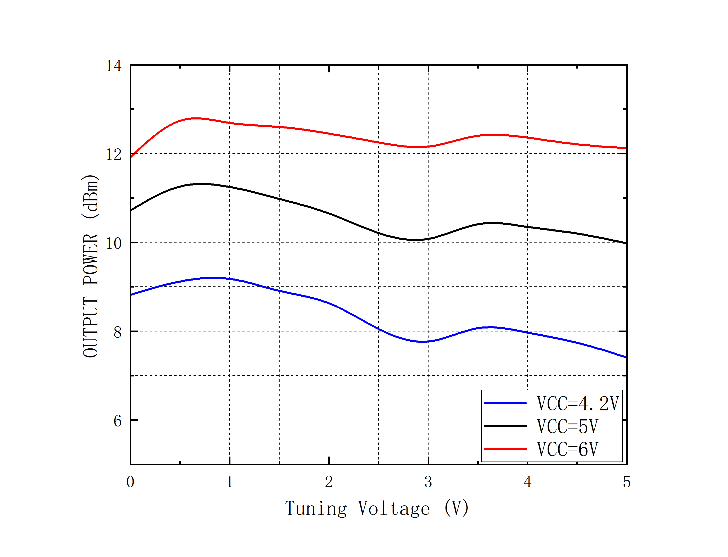 14
12
10
8
6
OUTPUT POWER (dBm)
VCC=4.2V
VCC=5V
VCC=6V
0 1 2 3 4 5
Tuning Voltage (V)